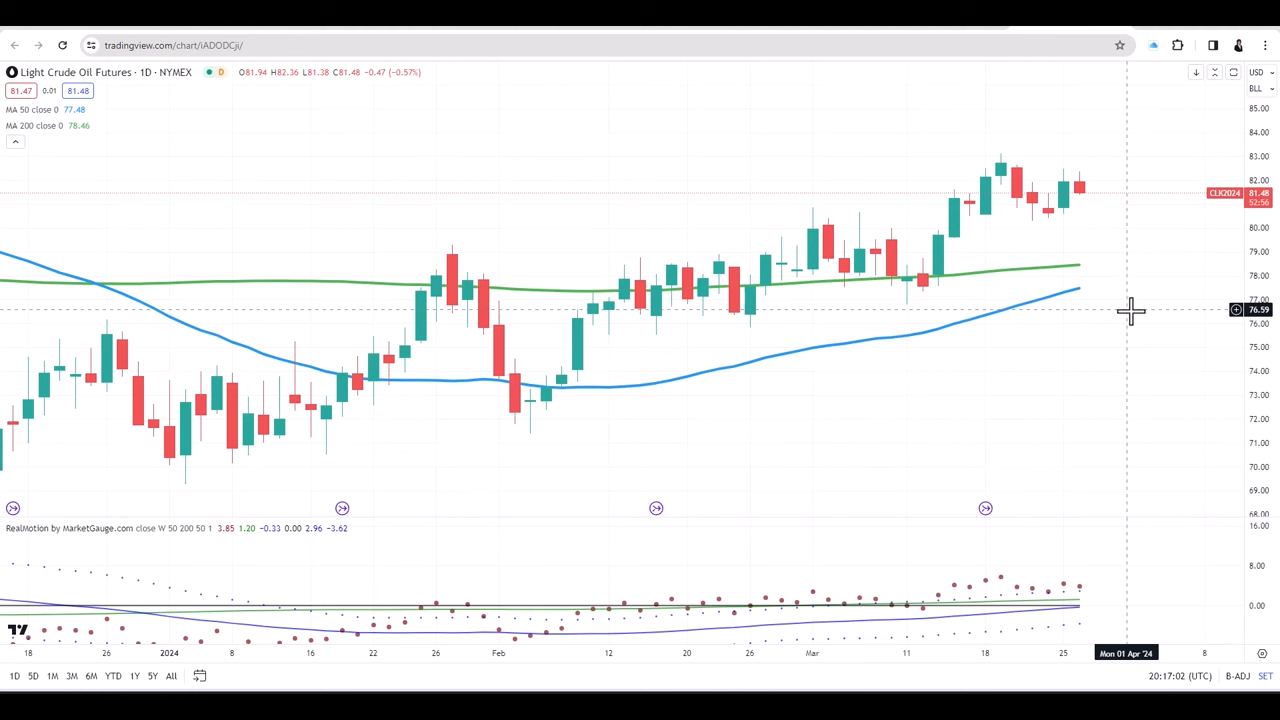 tradingview.com/chart/iADODCji/
Light Crude Oil Futures · 1D · NYMEX D O81.94 H82.36 L81.38 C81.48 −0.47 (−0.57%)
USD
81.47 0.01 81.48
BLL
MA 50 close 0 77.48
MA 200 close 0 78.46
85.00
84.00
83.00
82.00
CLK2024 81.48
52:56
80.00
79.00
78.00
77.00
76.59
76.00
75.00
74.00
73.00
72.00
71.00
70.00
69.00
68.00
RealMotion by MarketGauge.com close W 50 200 50 1 3.85 1.20 −0.33 0.00 2.96 −3.62
16.00
8.00
0.00
18 26 2024 8 16 22 26 Feb 12 20 26 Mar 11 18 25 Mon 01 Apr '24 8
1D 5D 1M 3M 6M YTD 1Y 5Y All 20:17:02 (UTC) B-ADJ SET